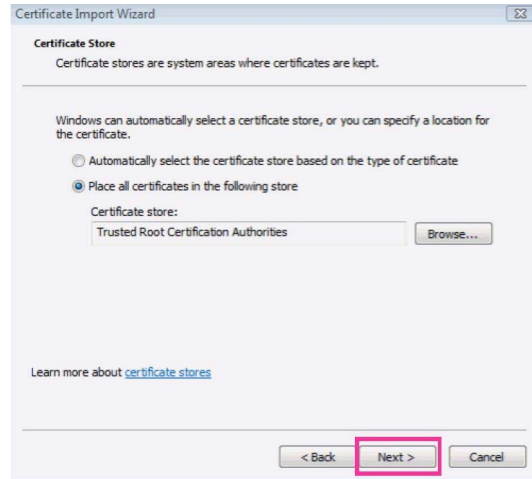 Certificate Import Wizard
Certificate Store
Certificate stores are system areas where certificates are kept.
Windows can automatically select a certificate store, or you can specify a location for
the certificate.
Automatically select the certificate store based on the type of certificate
Place all certificates in the following store
Certificate store:
Trusted Root Certification Authorities
Browse...
Learn more about certificate stores
< Back
Next >
Cancel